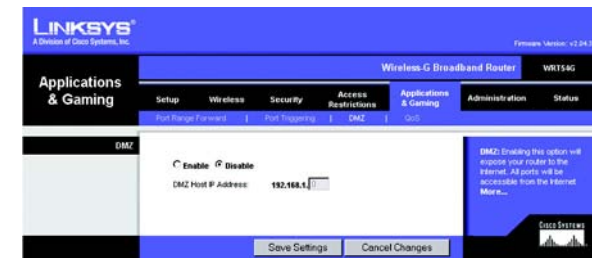 LINKSYS®
A Division of Cisco Systems, Inc.
Firmware Version: v2.04.3
Wireless-G Broadband Router WRT54G
Applications & Gaming
Setup Wireless Security Access Restrictions Applications & Gaming Administration Status
Port Range Forward | Port Triggering | DMZ | QoS
DMZ
Enable Disable
DMZ Host IP Address: 192.168.1.0
DMZ: Enabling this option will
expose your router to the
Internet. All ports will be
accessible from the Internet
More...
CISCO SYSTEMS
Save Settings Cancel Changes